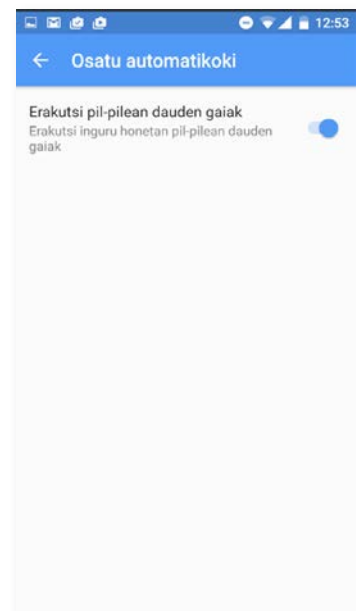 12:53
Osatu automatikoki
Erakutsi pil-pilean dauden gaiak
Erakutsi inguru honetan pil-pilean dauden
gaiak